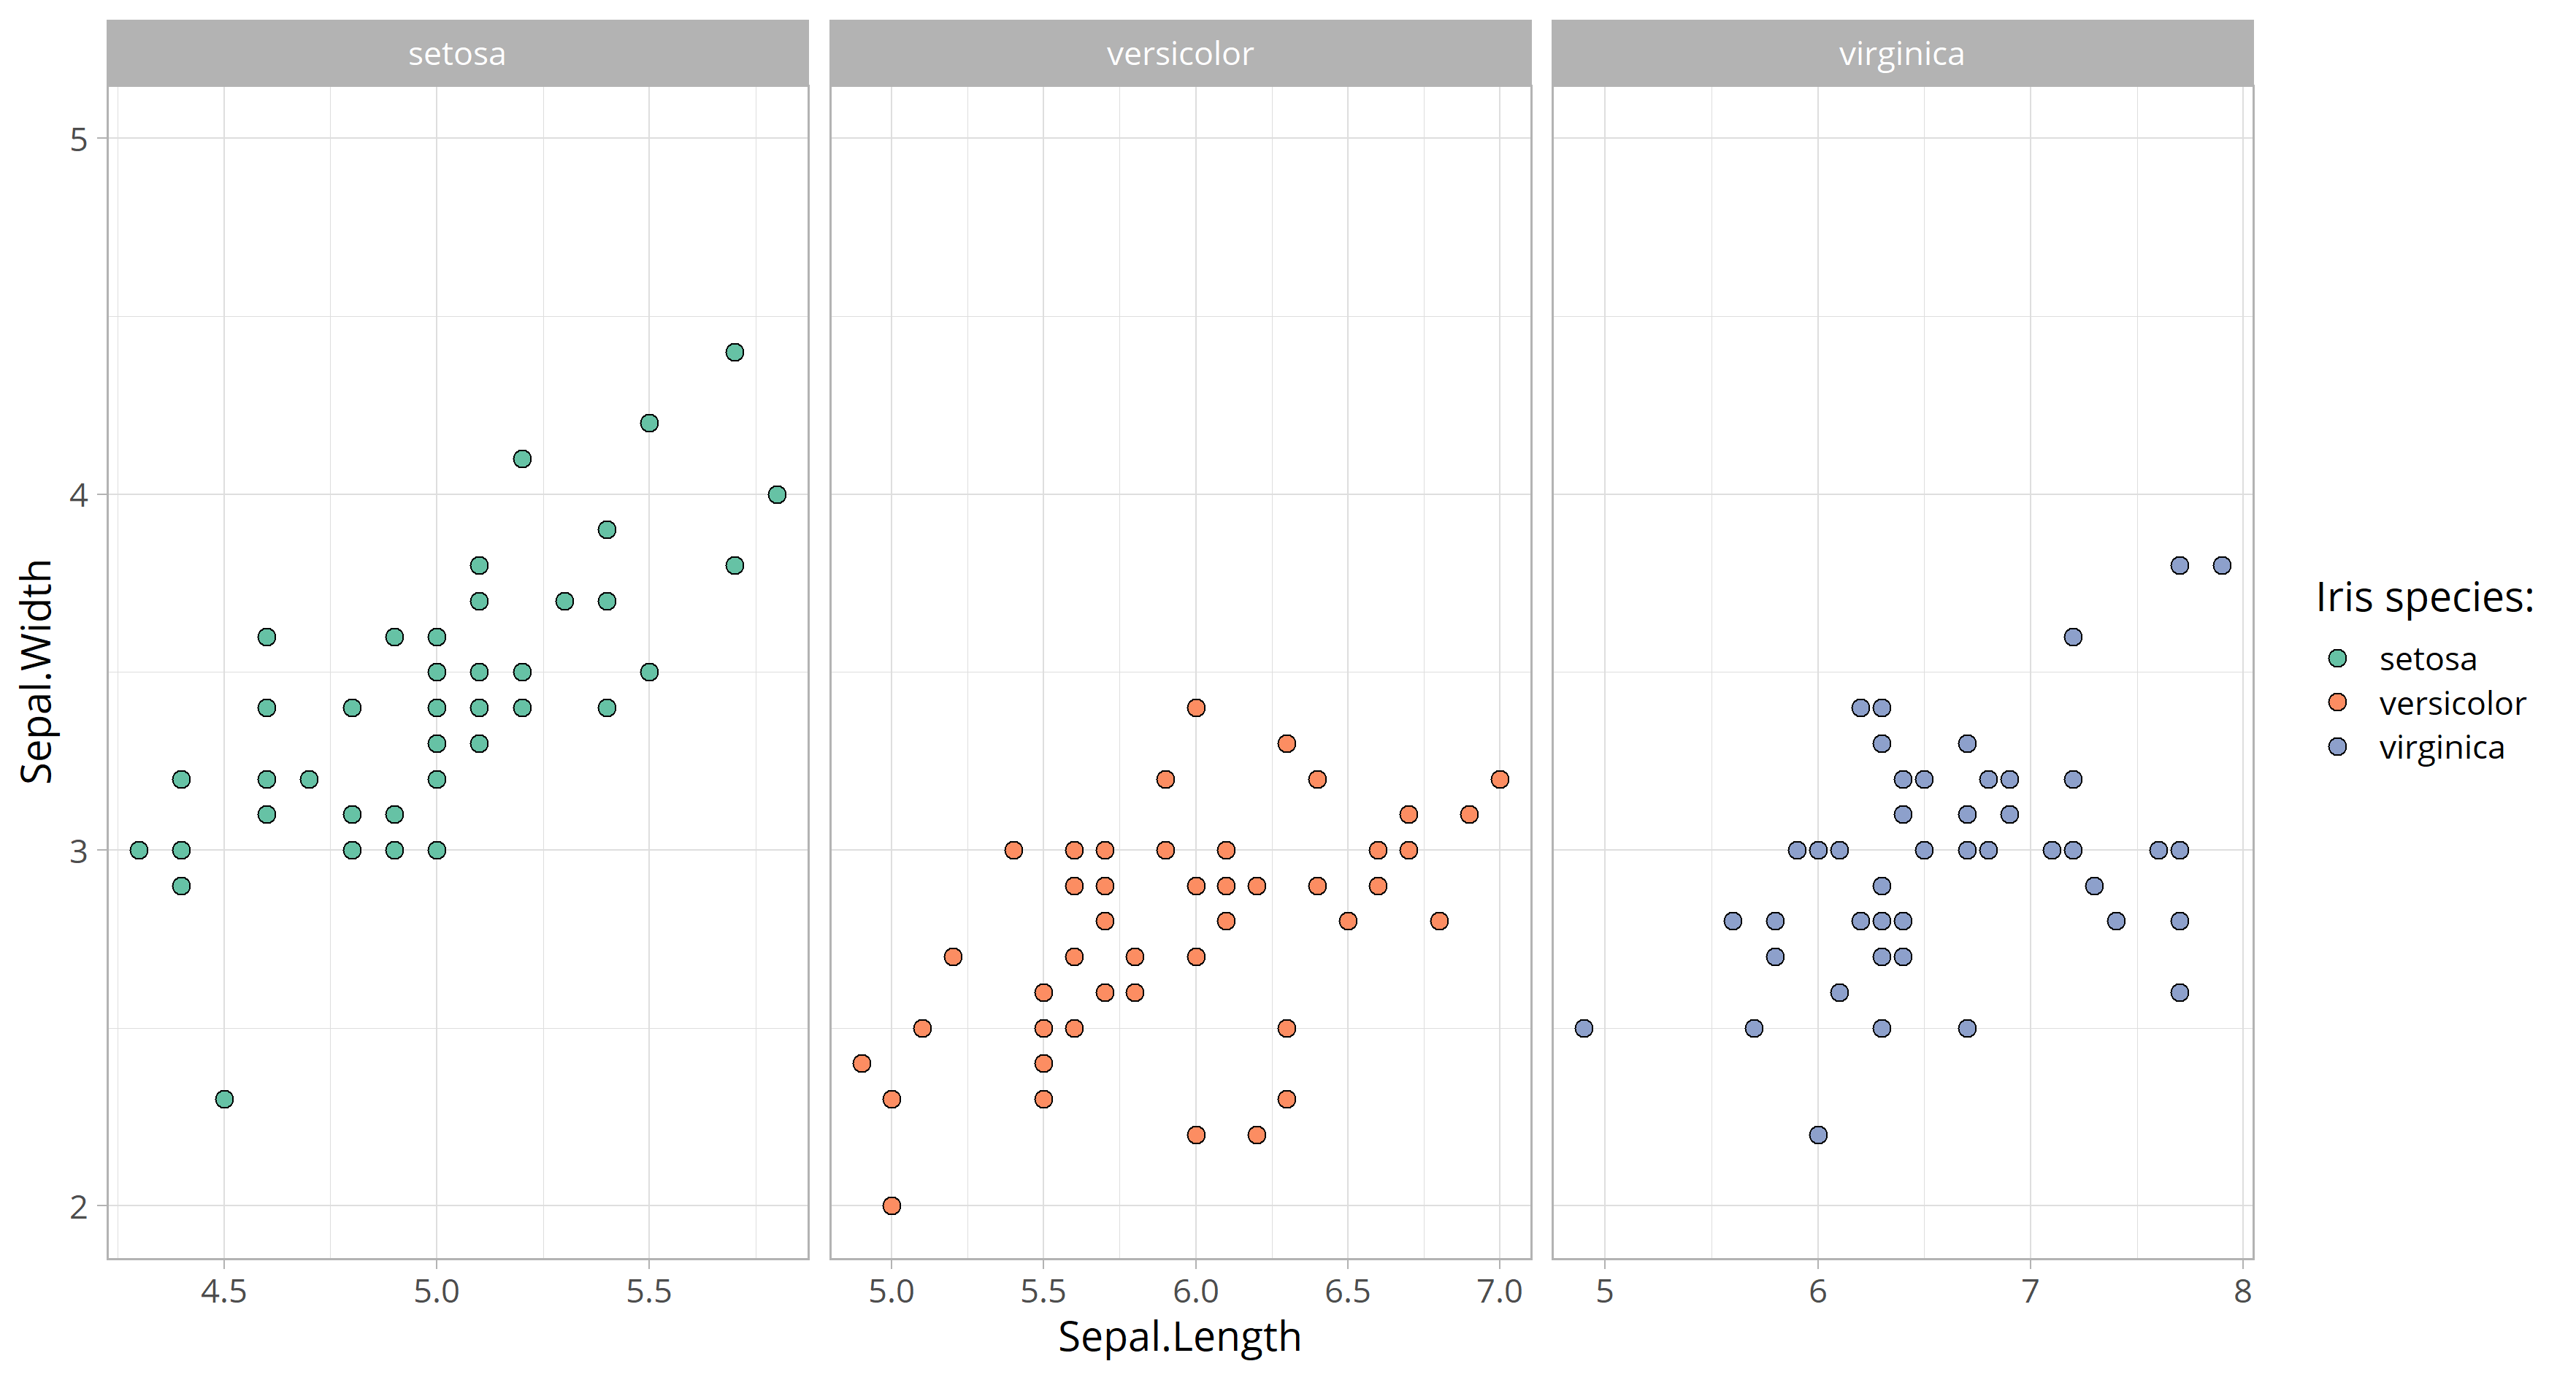 setosa
versicolor
virginica
5
4
3
2
Sepal.Width
4.5 5.0 5.5
5.0 5.5 6.0 6.5 7.0
5 6 7 8
Sepal.Length
Iris species:
setosa
versicolor
virginica